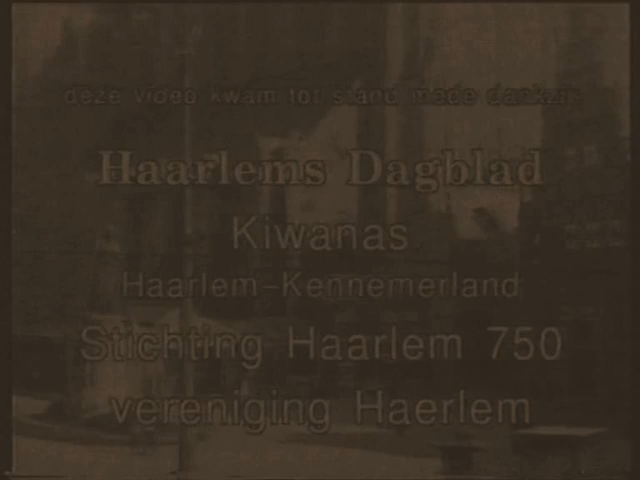 deze video kwam tot stand mede dankzij
Haarlems Dagblad
Kiwanas
Haarlem-Kennemerland
Stichting Haarlem 750
vereniging Haerlem